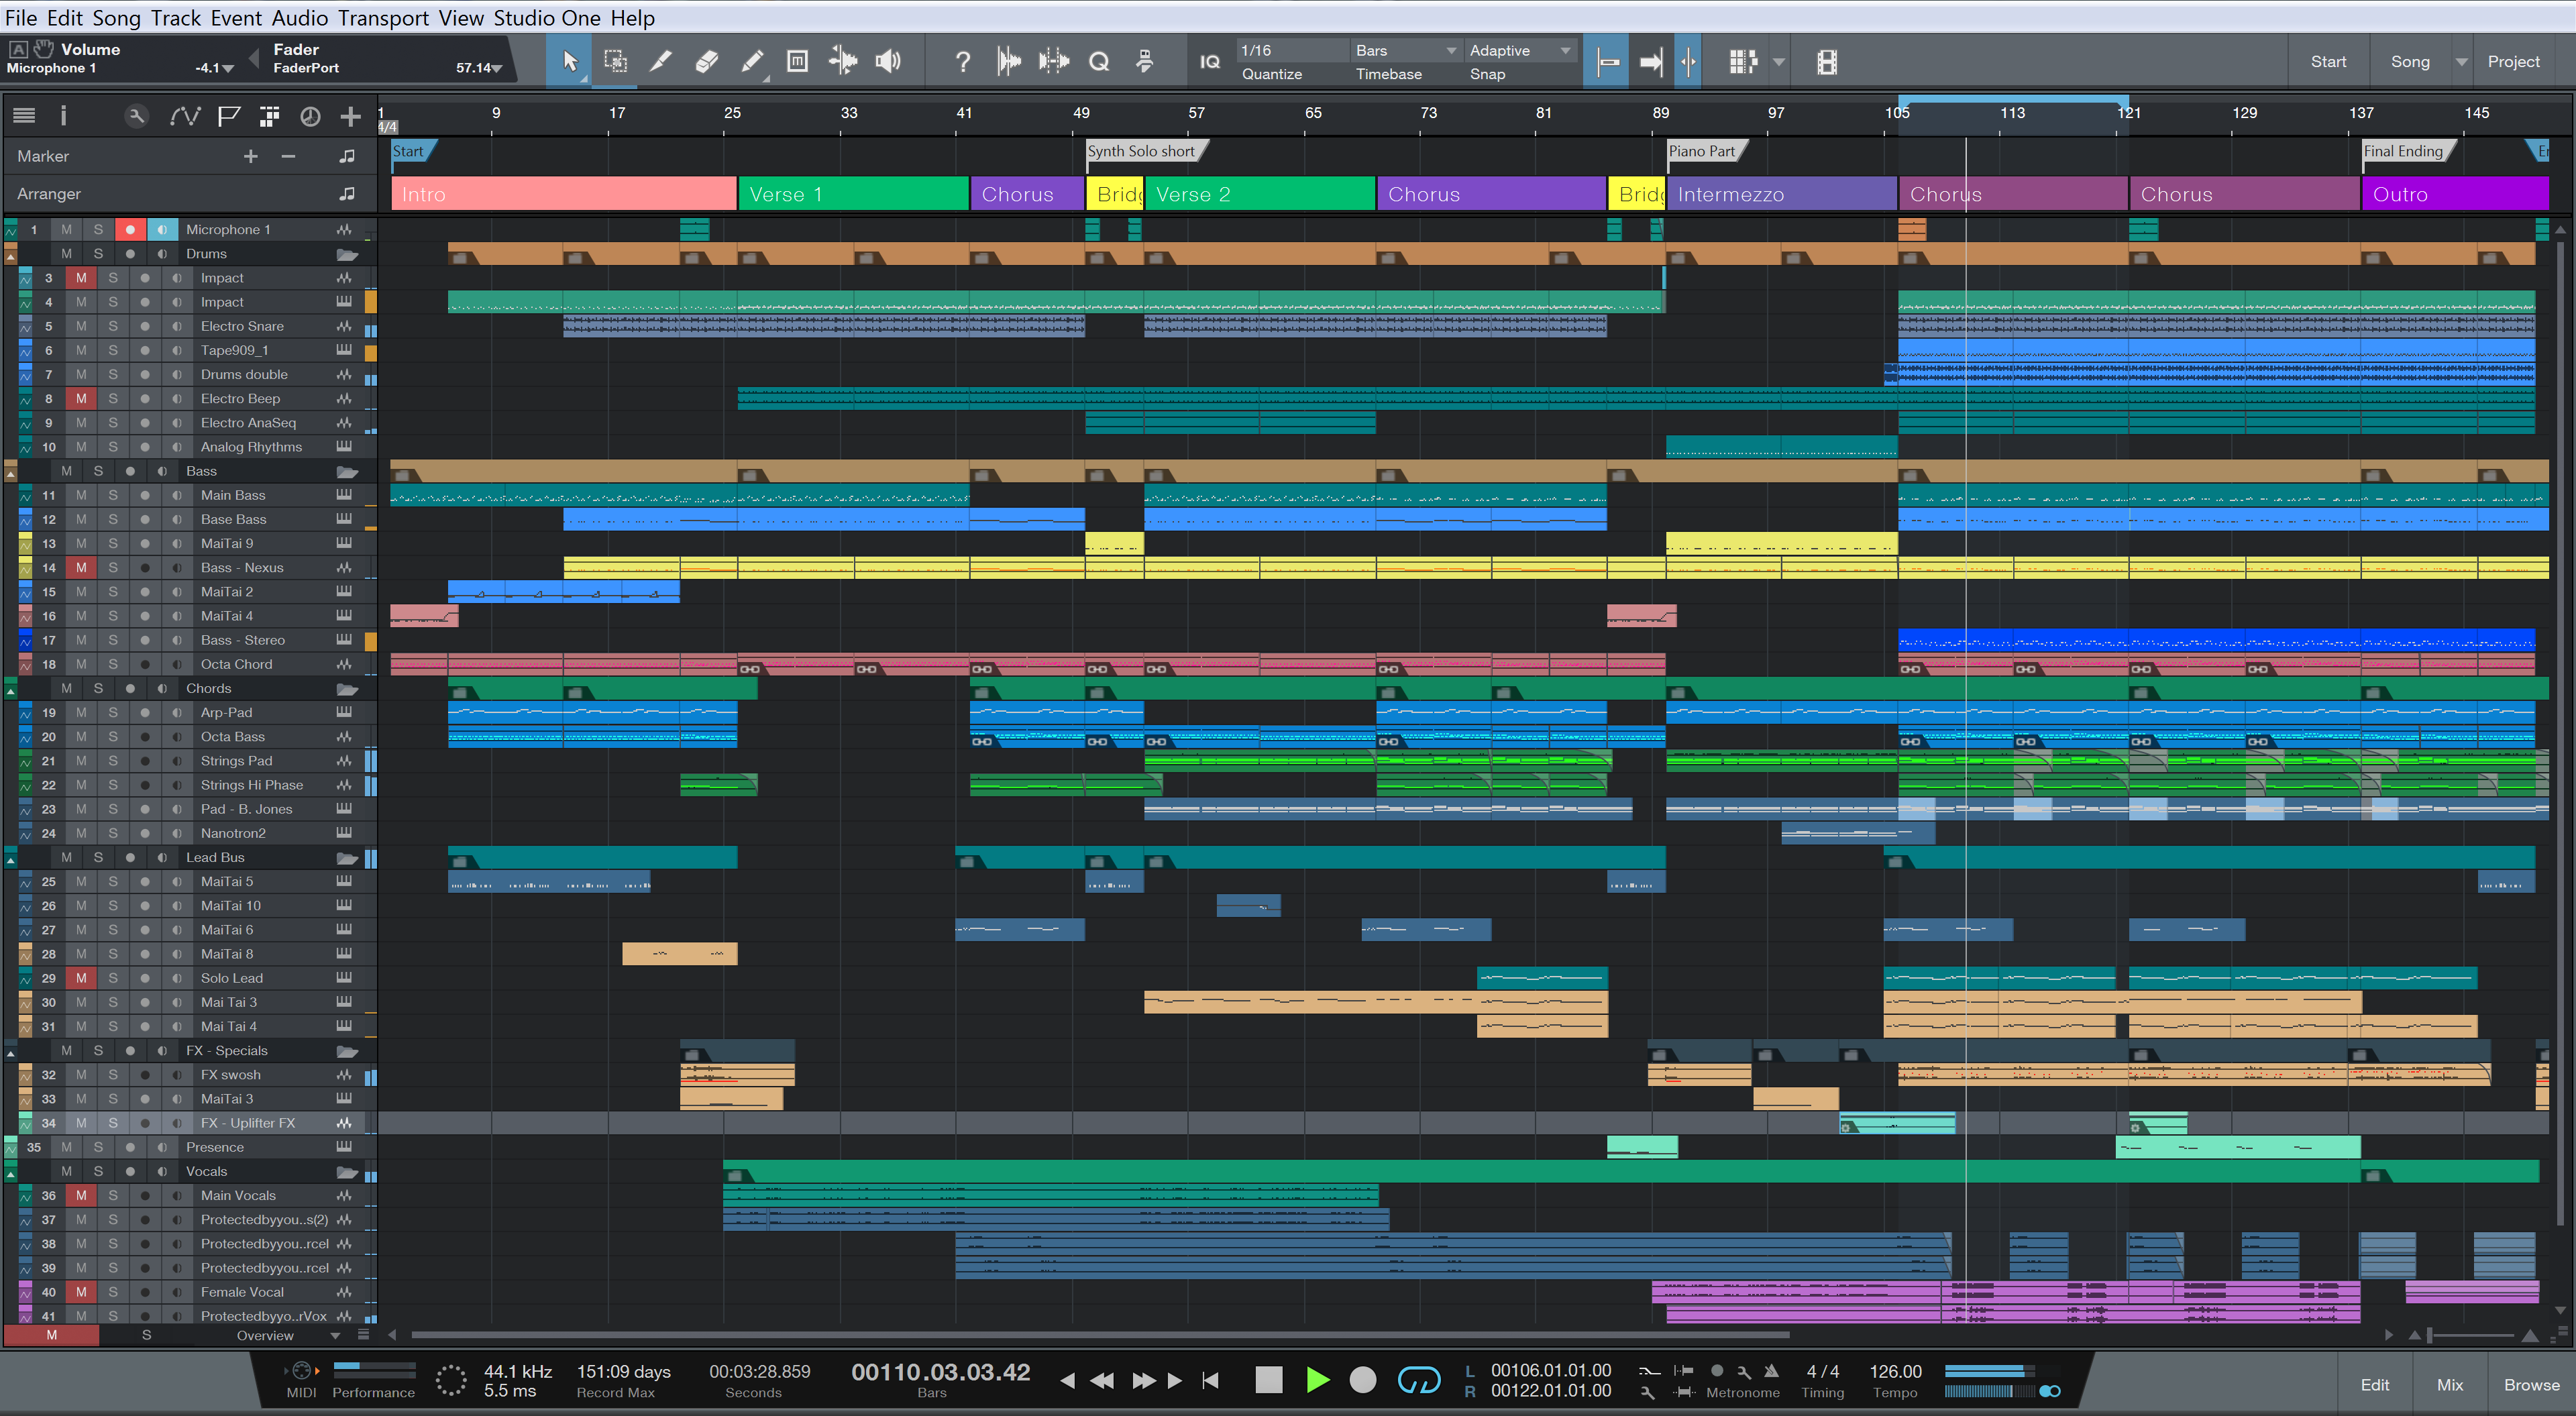 File Edit Song Track Event Audio Transport View Studio One Help
A Volume
Microphone 1 -4.1
Fader
FaderPort 57.14
? Q IQ
1/16 Bars Adaptive
Quantize Timebase Snap
Start Song Project
1 9 17 25 33 41 49 57 65 73 81 89 97 105 113 121 129 137 145
4/4
Marker
Start Synth Solo short Piano Part Final Ending
Arranger
Intro Verse 1 Chorus Verse 2 Chorus Intermezzo Chorus Chorus Outro
1 M S Microphone 1
M S Drums
3 M S Impact
4 M S Impact
5 M S Electro Snare
6 M S Tape909_1
7 M S Drums double
8 M S Electro Beep
9 M S Electro AnaSeq
10 M S Analog Rhythms
M S Bass
11 M S Main Bass
12 M S Base Bass
13 M S MaiTai 9
14 M S Bass - Nexus
15 M S MaiTai 2
16 M S MaiTai 4
17 M S Bass - Stereo
18 M S Octa Chord
M S Chords
19 M S Arp-Pad
20 M S Octa Bass
21 M S Strings Pad
22 M S Strings Hi Phase
23 M S Pad - B. Jones
24 M S Nanotron2
M S Lead Bus
25 M S MaiTai 5
26 M S MaiTai 10
27 M S MaiTai 6
28 M S MaiTai 8
29 M S Solo Lead
30 M S Mai Tai 3
31 M S Mai Tai 4
M S FX - Specials
32 M S FX swosh
33 M S MaiTai 3
34 M S FX - Uplifter FX
35 M S Presence
M S Vocals
36 M S Main Vocals
37 M S Protectedbyyou..s(2)
38 M S Protectedbyyou..rcel
39 M S Protectedbyyou..rcel
40 M S Female Vocal
41 M S Protectedbyyo..rVox
M S Overview
MIDI Performance
44.1 kHz
5.5 ms
151:09 days
Record Max
00:03:28.859
Seconds
00110.03.03.42
Bars
L 00106.01.01.00
R 00122.01.01.00
Metronome
4 / 4
Timing
126.00
Tempo
Edit Mix Browse